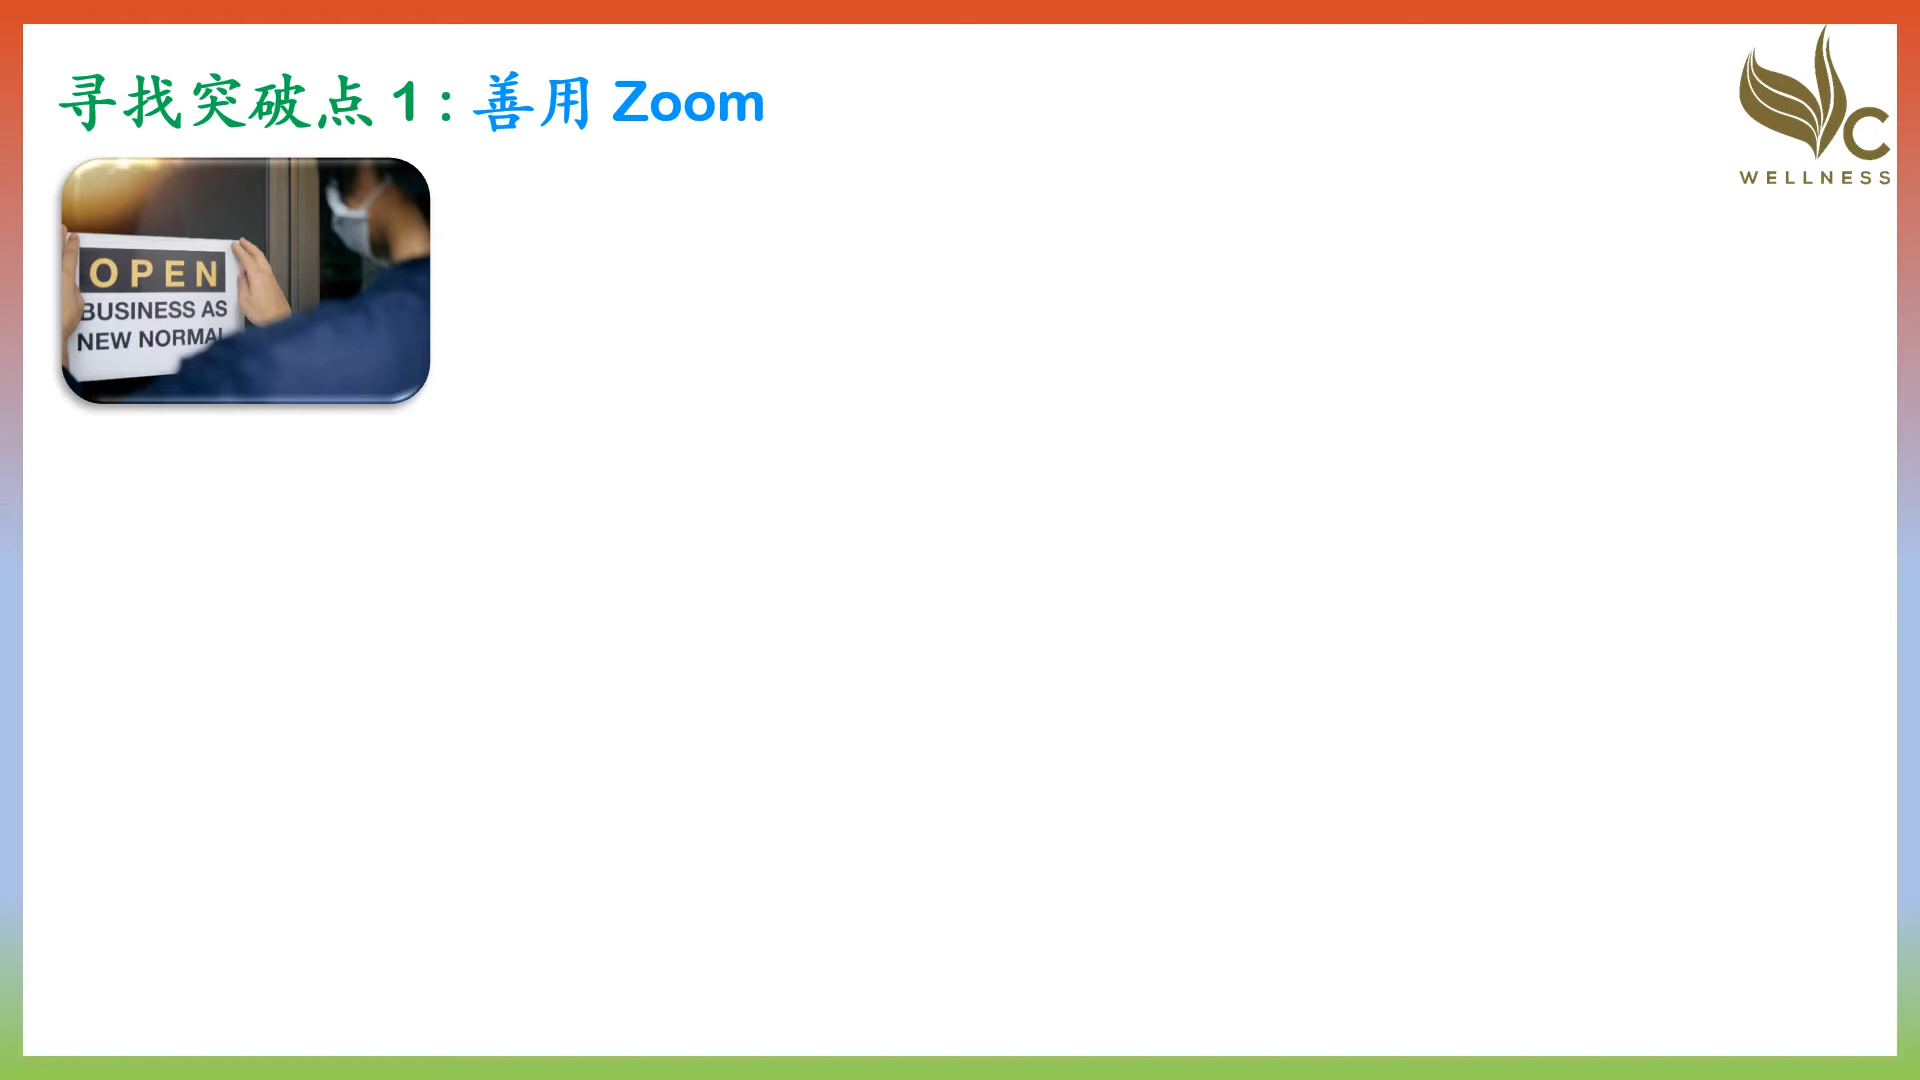 寻找突破点 1 : 善用 Zoom
C
WELLNESS
OPEN
BUSINESS AS
NEW NORMAL